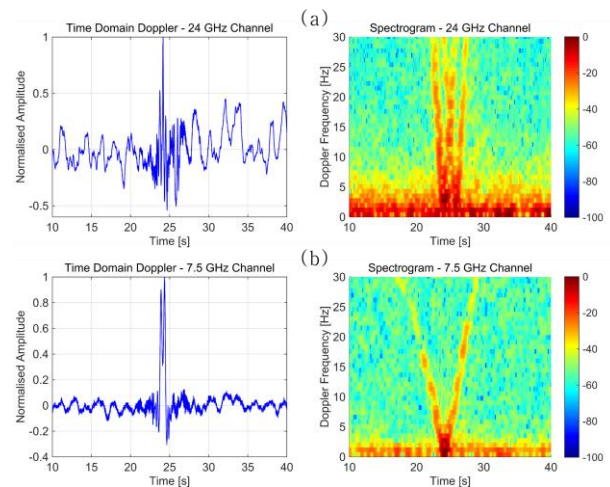 (a)
Time Domain Doppler - 24 GHz Channel
Normalised Amplitude
1
0.5
0
-0.5
10 15 20 25 30 35 40
Time [s]
Spectrogram - 24 GHz Channel
Doppler Frequency [Hz]
30
25
20
15
10
5
0
10 15 20 25 30 35 40
Time [s]
0
-20
-40
-60
-80
-100
(b)
Time Domain Doppler - 7.5 GHz Channel
Normalised Amplitude
1
0.8
0.6
0.4
0.2
0
-0.2
-0.4
10 15 20 25 30 35 40
Time [s]
Spectrogram - 7.5 GHz Channel
Doppler Frequency [Hz]
30
25
20
15
10
5
0
10 15 20 25 30 35 40
Time [s]
0
-20
-40
-60
-80
-100